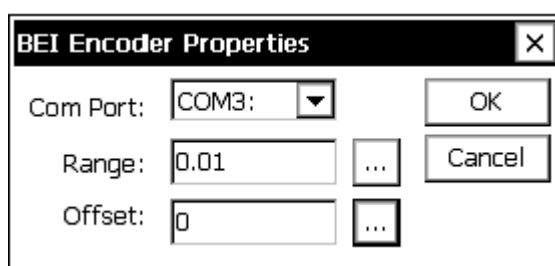 BEI Encoder Properties
Com Port: COM3: OK
Range: 0.01 ... Cancel
Offset: 0 ...